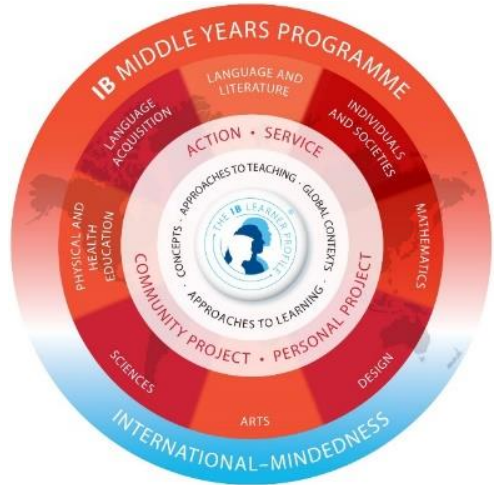 IB MIDDLE YEARS PROGRAMME
LANGUAGE AND
LITERATURE
LANGUAGE
ACQUISITION
INDIVIDUALS
AND SOCIETIES
PHYSICAL AND
HEALTH
EDUCATION
MATHEMATICS
SCIENCES
DESIGN
ARTS
ACTION • SERVICE
COMMUNITY PROJECT • PERSONAL PROJECT
APPROACHES TO TEACHING
CONCEPTS
GLOBAL CONTEXTS
APPROACHES TO LEARNING
THE IB LEARNER PROFILE
INTERNATIONAL-MINDEDNESS